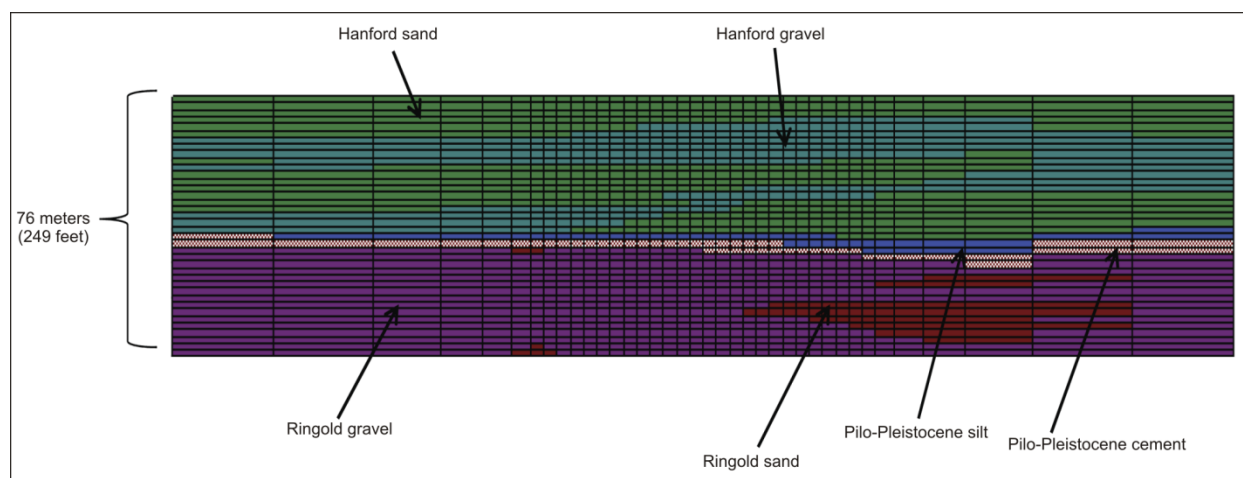 Hanford sand
Hanford gravel
76 meters
(249 feet)
Ringold gravel
Ringold sand
Pilo-Pleistocene silt
Pilo-Pleistocene cement